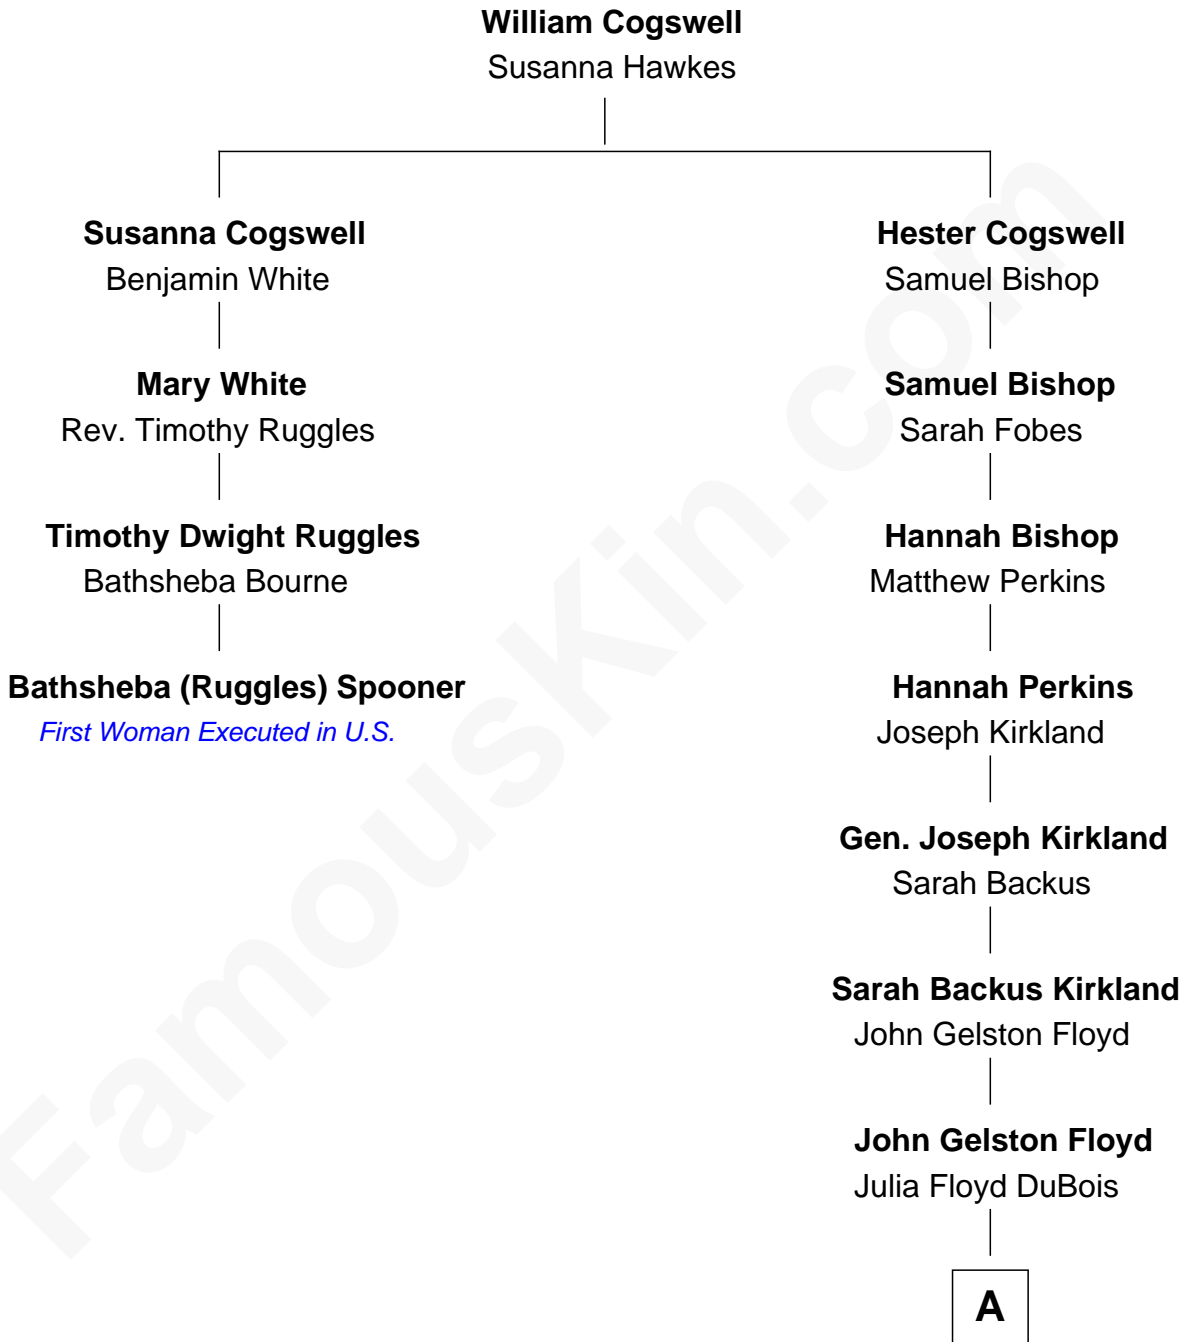 William Cogswell
Susanna Hawkes
Susanna Cogswell
Benjamin White
Mary White
Rev. Timothy Ruggles
Timothy Dwight Ruggles
Bathsheba Bourne
Bathsheba (Ruggles) Spooner
First Woman Executed in U.S.
Hester Cogswell
Samuel Bishop
Samuel Bishop
Sarah Fobes
Hannah Bishop
Matthew Perkins
Hannah Perkins
Joseph Kirkland
Gen. Joseph Kirkland
Sarah Backus
Sarah Backus Kirkland
John Gelston Floyd
John Gelston Floyd
Julia Floyd DuBois
A
FamousKin.com